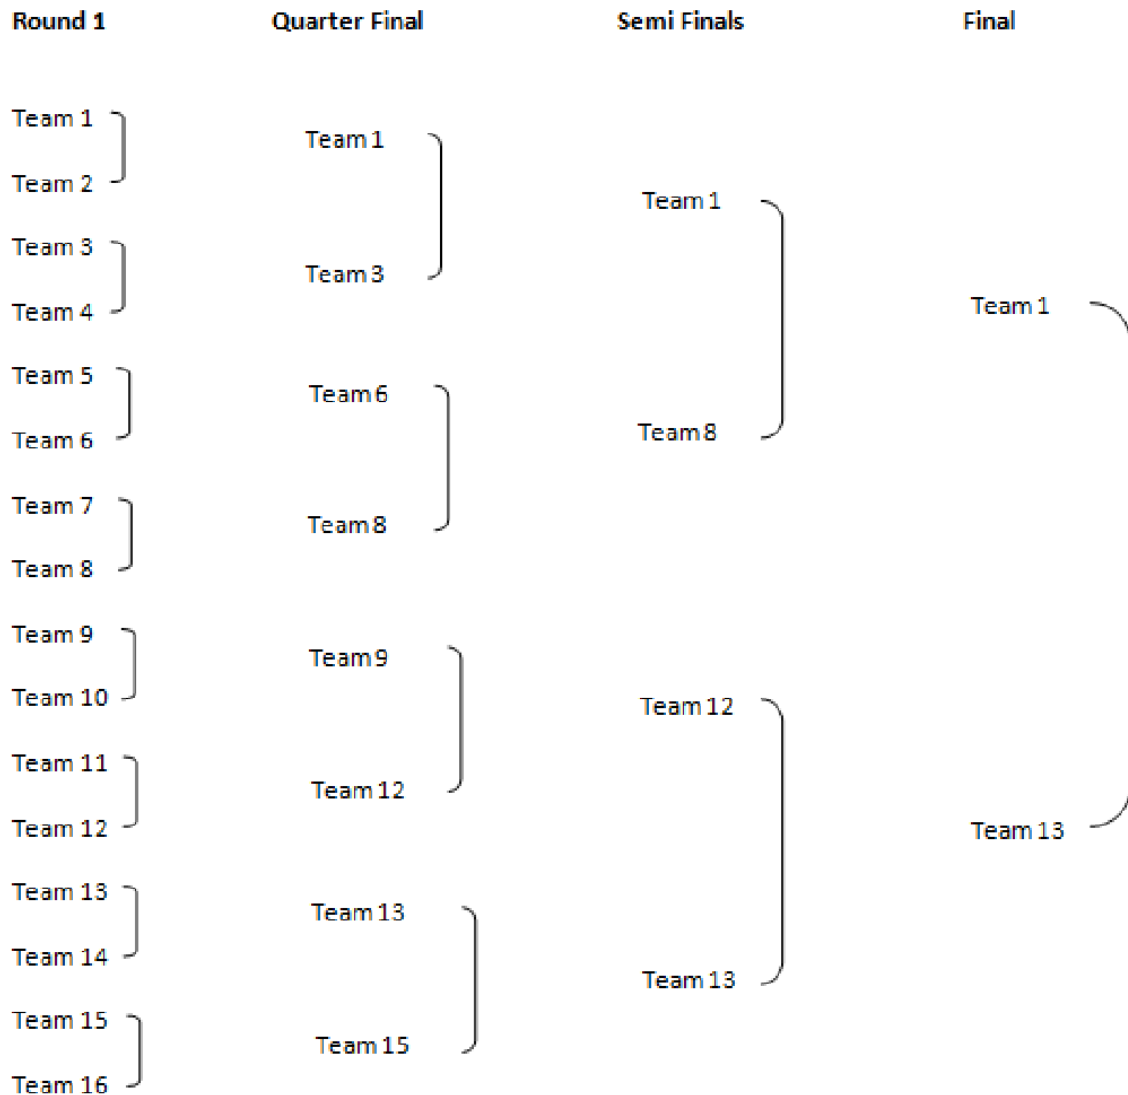 Round 1
Quarter Final
Semi Finals
Final
Team 1
Team 2
Team 3
Team 4
Team 5
Team 6
Team 7
Team 8
Team 9
Team 10
Team 11
Team 12
Team 13
Team 14
Team 15
Team 16
Team 1
Team 3
Team 6
Team 8
Team 9
Team 12
Team 13
Team 15
Team 1
Team 8
Team 12
Team 13
Team 1
Team 13